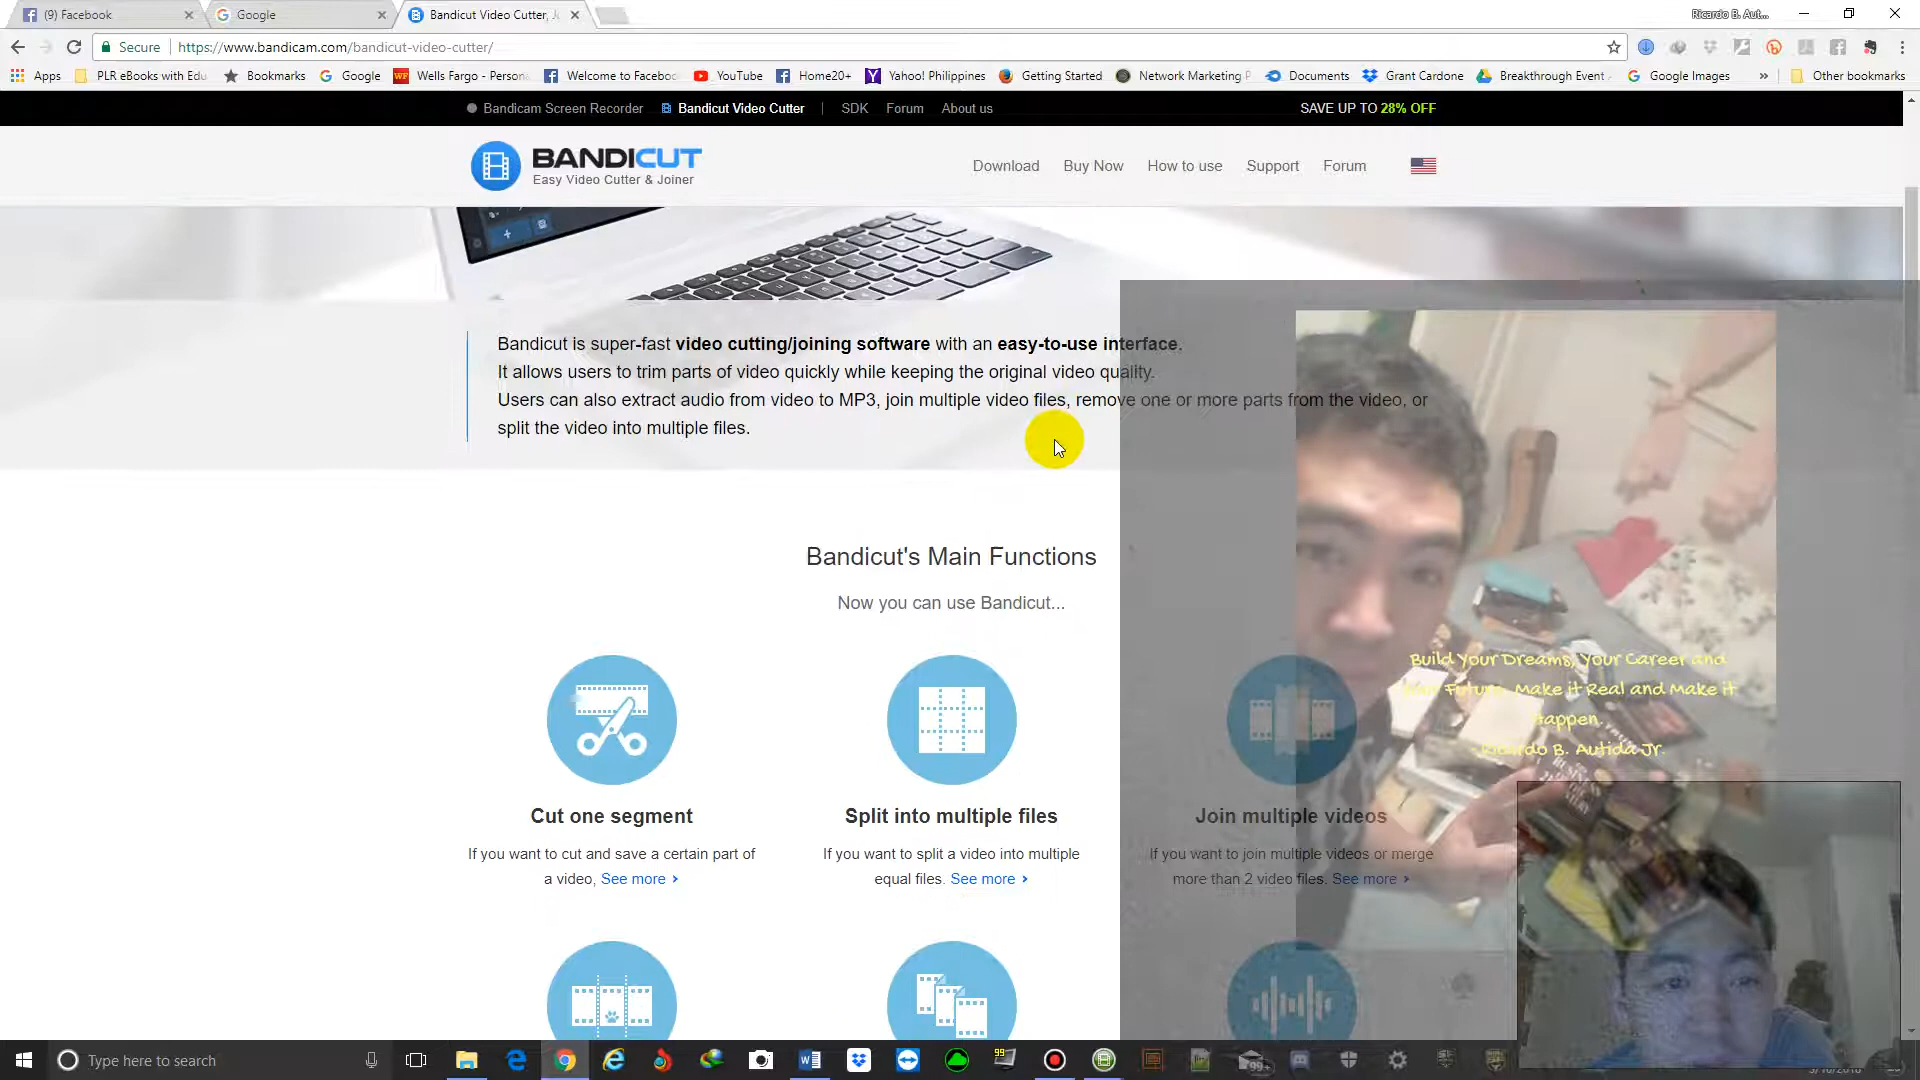 (9) Facebook
Google
Bandicut Video Cutter, J
Ricardo B. Aut...
Secure
https://www.bandicam.com/bandicut-video-cutter/
Apps
PLR eBooks with Edu
Bookmarks
Google
Wells Fargo - Persona
Welcome to Facebo
YouTube
Home20+
Yahoo! Philippines
Getting Started
Network Marketing P
Documents
Grant Cardone
Breakthrough Event
Google Images
»
Other bookmarks
Bandicam Screen Recorder
Bandicut Video Cutter
SDK
Forum
About us
SAVE UP TO 28% OFF
BANDICUT
Easy Video Cutter & Joiner
Download
Buy Now
How to use
Support
Forum
Bandicut is super-fast video cutting/joining software with an easy-to-use interface.
It allows users to trim parts of video quickly while keeping the original video quality.
Users can also extract audio from video to MP3, join multiple video files, remove one or more parts from the video, or
split the video into multiple files.
Bandicut's Main Functions
Now you can use Bandicut...
Build Your Dreams, Your Career and
Future. Make it Real and Make it
Happen.
- Ricardo B. Autida Jr.
Cut one segment
If you want to cut and save a certain part of
a video, See more ›
Split into multiple files
If you want to split a video into multiple
equal files. See more ›
Join multiple videos
If you want to join multiple videos or merge
more than 2 video files. See more ›
Type here to search
99
99+